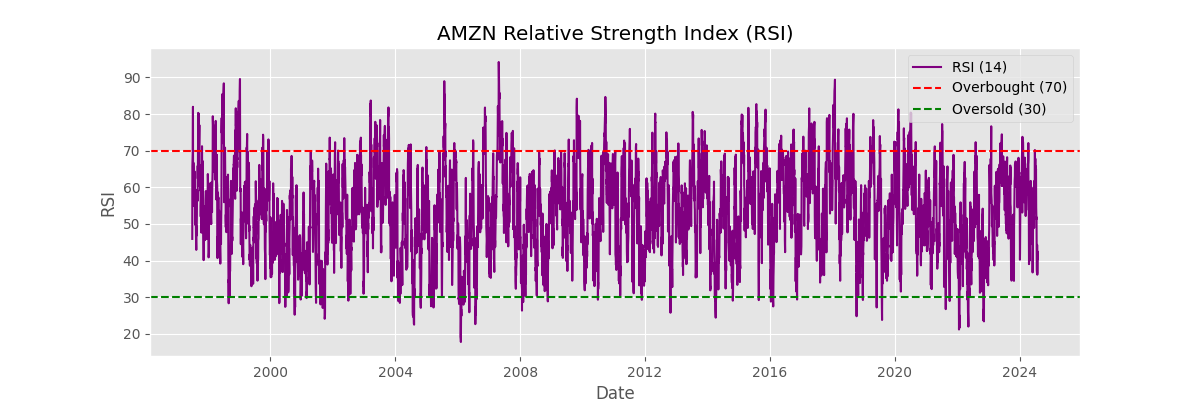 AMZN Relative Strength Index (RSI)
RSI (14)
Overbought (70)
Oversold (30)
RSI
90
80
70
60
50
40
30
20
2000
2004
2008
2012
2016
2020
2024
Date